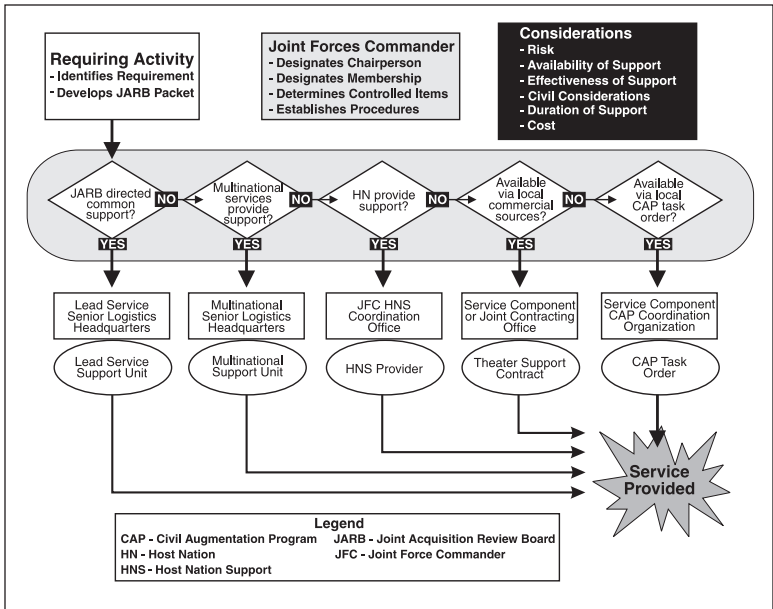 Requiring Activity
- Identifies Requirement
- Develops JARB Packet
Joint Forces Commander
- Designates Chairperson
- Designates Membership
- Determines Controlled Items
- Establishes Procedures
Considerations
- Risk
- Availability of Support
- Effectiveness of Support
- Civil Considerations
- Duration of Support
- Cost
JARB directed
common
support?
NO
Multinational
services
provide
support?
NO
HN provide
support?
NO
Available
via local
commercial
sources?
NO
Available
via local
CAP task
order?
YES
YES
YES
YES
YES
Lead Service
Senior Logistics
Headquarters
Multinational
Senior Logistics
Headquarters
JFC HNS
Coordination
Office
Service Component
or Joint Contracting
Office
Service Component
CAP Coordination
Organization
Lead Service
Support Unit
Multinational
Support Unit
HNS Provider
Theater Support
Contract
CAP Task
Order
Service
Provided
Legend
CAP - Civil Augmentation Program
JARB - Joint Acquisition Review Board
HN - Host Nation
JFC - Joint Force Commander
HNS - Host Nation Support